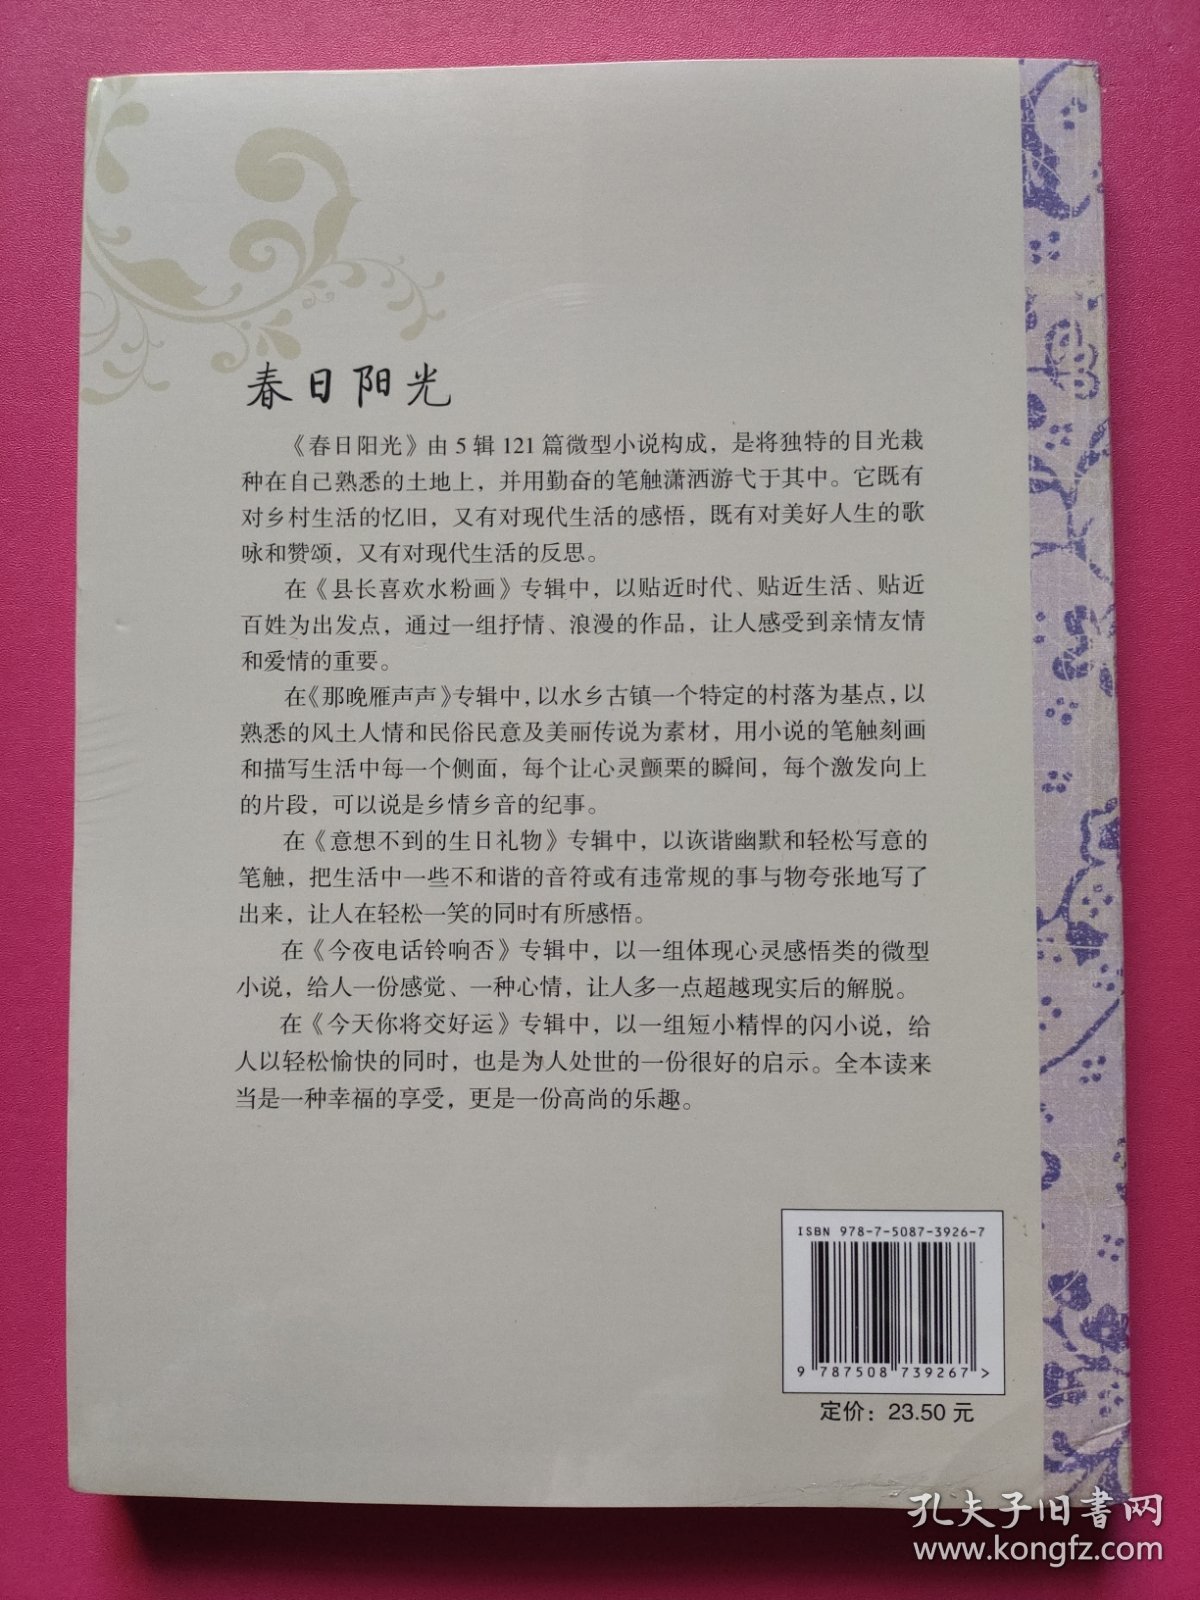 春日阳光
《春日阳光》由 5 辑 121 篇微型小说构成，是将独特的目光栽
种在自己熟悉的土地上，并用勤奋的笔触潇洒游弋于其中。它既有
对乡村生活的忆旧，又有对现代生活的感悟，既有对美好人生的歌
咏和赞颂，又有对现代生活的反思。
在《县长喜欢水粉画》专辑中，以贴近时代、贴近生活、贴近
百姓为出发点，通过一组抒情、浪漫的作品，让人感受到亲情友情
和爱情的重要。
在《那晚雁声声》专辑中，以水乡古镇一个特定的村落为基点，以
熟悉的风土人情和民俗民意及美丽传说为素材，用小说的笔触刻画
和描写生活中每一个侧面，每个让心灵颤栗的瞬间，每个激发向上
的片段，可以说是乡情乡音的纪事。
在《意想不到的生日礼物》专辑中，以诙谐幽默和轻松写意的
笔触，把生活中一些不和谐的音符或有违常规的事与物夸张地写了
出来，让人在轻松一笑的同时有所感悟。
在《今夜电话铃响否》专辑中，以一组体现心灵感悟类的微型
小说，给人一份感觉、一种心情，让人多一点超越现实后的解脱。
在《今天你将交好运》专辑中，以一组短小精悍的闪小说，给
人以轻松愉快的同时，也是为人处世的一份很好的启示。全本读来
当是一种幸福的享受，更是一份高尚的乐趣。
ISBN 978-7-5087-3926-7
9 787508 739267 >
定价：23.50 元
孔夫子旧书网
www.kongfz.com